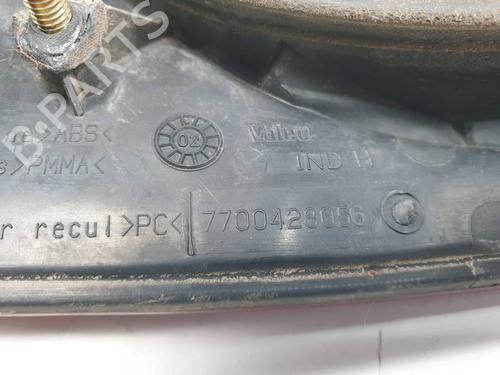 B-PARTS
>ABS< 02 Valeo
>PMMA< IND H
r recul >PC< 7700428056